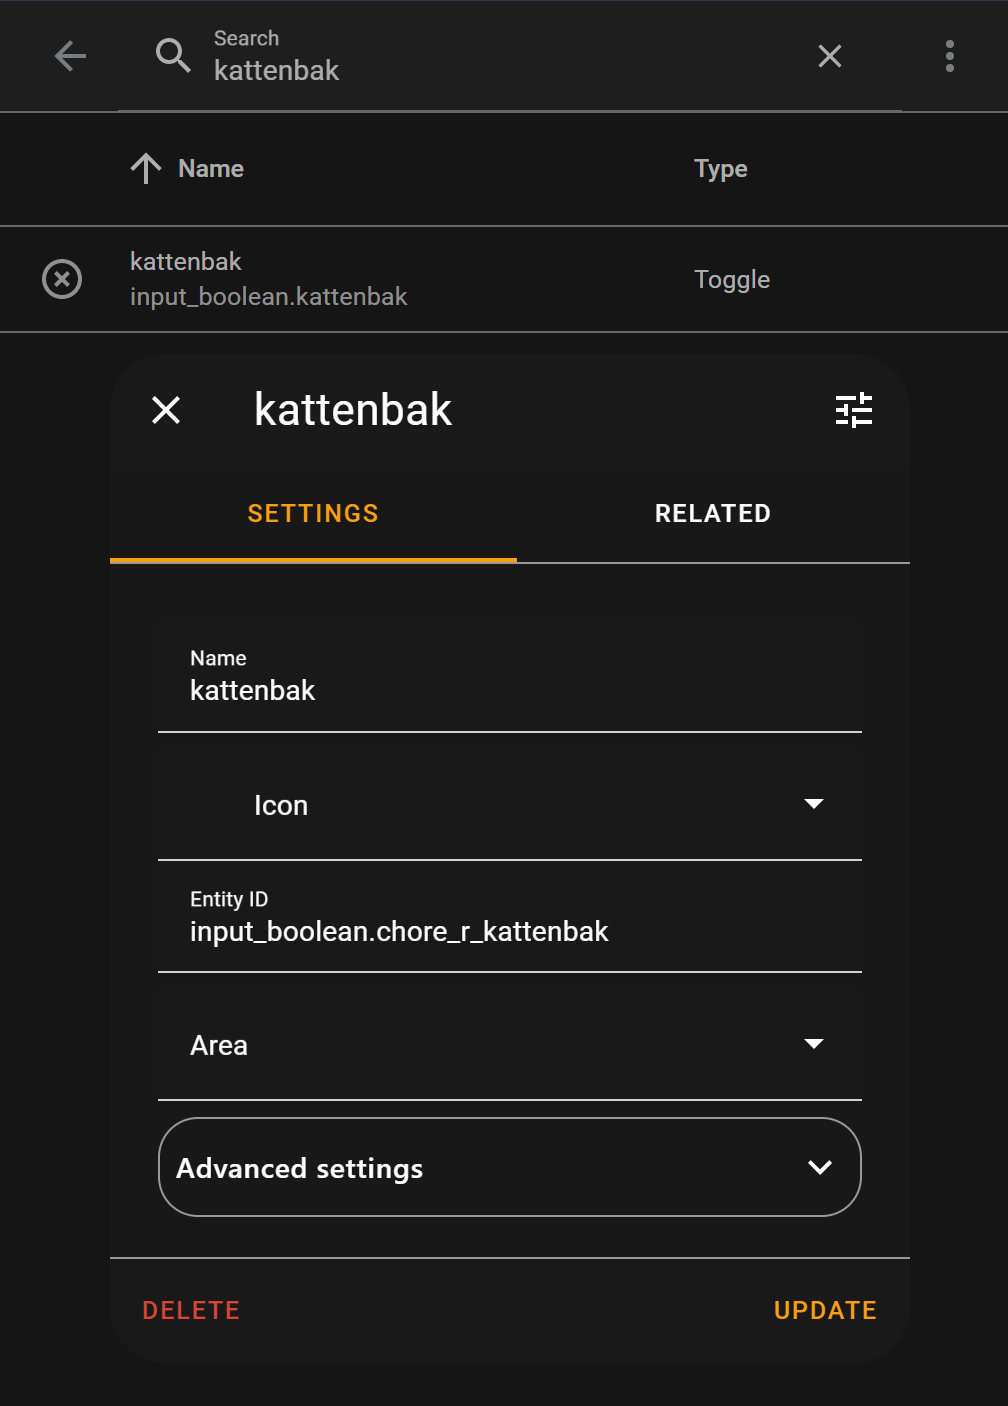 Search
kattenbak
Name Type
kattenbak
input_boolean.kattenbak
Toggle
kattenbak
SETTINGS RELATED
Name
kattenbak
Icon
Entity ID
input_boolean.chore_r_kattenbak
Area
Advanced settings
DELETE UPDATE